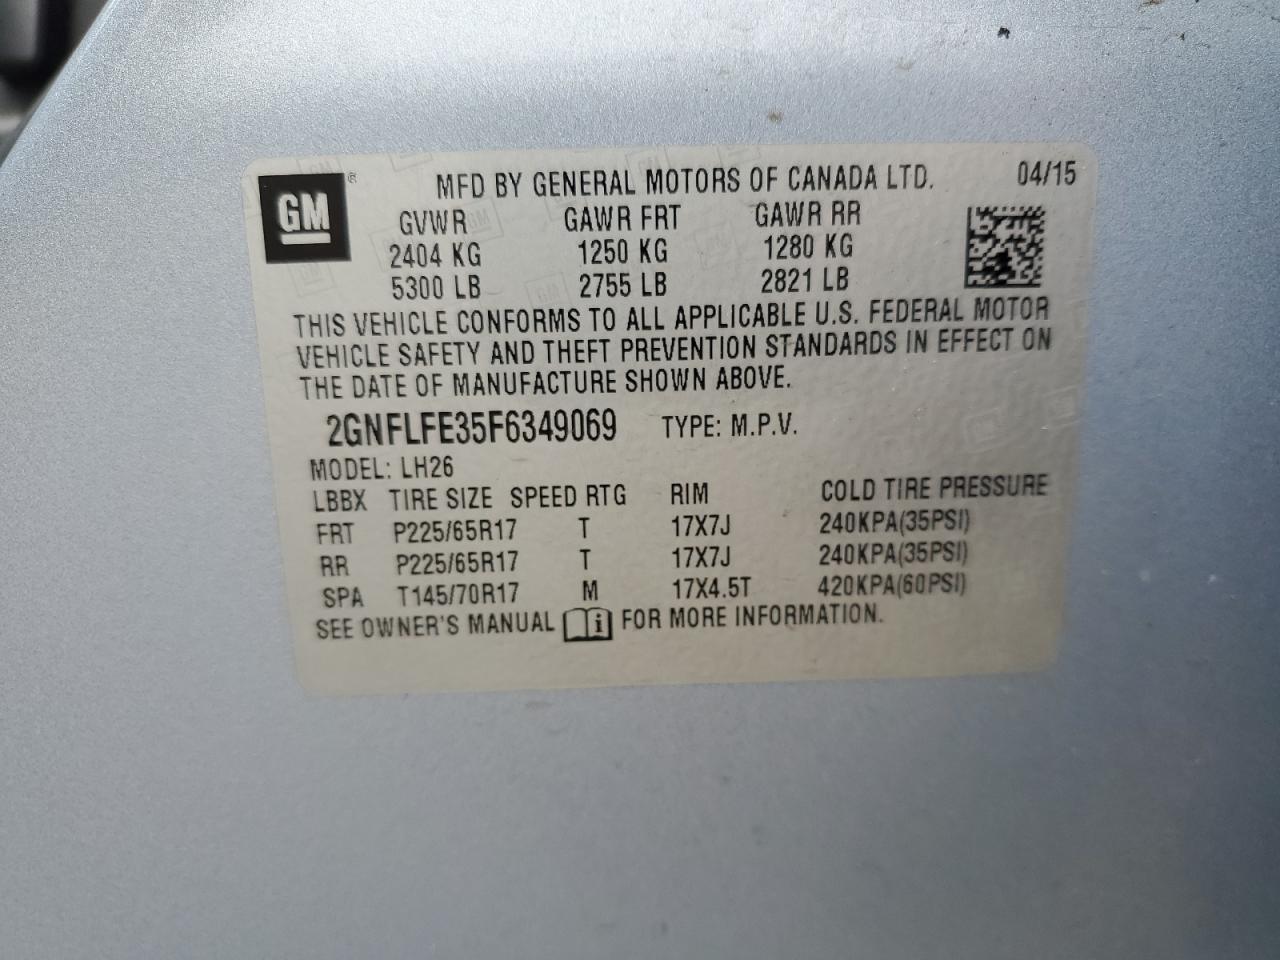 GM ® MFD BY GENERAL MOTORS OF CANADA LTD. 04/15
GVWR GAWR FRT GAWR RR
2404 KG 1250 KG 1280 KG
5300 LB 2755 LB 2821 LB
THIS VEHICLE CONFORMS TO ALL APPLICABLE U.S. FEDERAL MOTOR
VEHICLE SAFETY AND THEFT PREVENTION STANDARDS IN EFFECT ON
THE DATE OF MANUFACTURE SHOWN ABOVE.
2GNFLFE35F6349069 TYPE: M.P.V.
MODEL: LH26
LBBX TIRE SIZE SPEED RTG RIM COLD TIRE PRESSURE
FRT P225/65R17 T 17X7J 240KPA(35PSI)
RR P225/65R17 T 17X7J 240KPA(35PSI)
SPA T145/70R17 M 17X4.5T 420KPA(60PSI)
SEE OWNER'S MANUAL i FOR MORE INFORMATION.